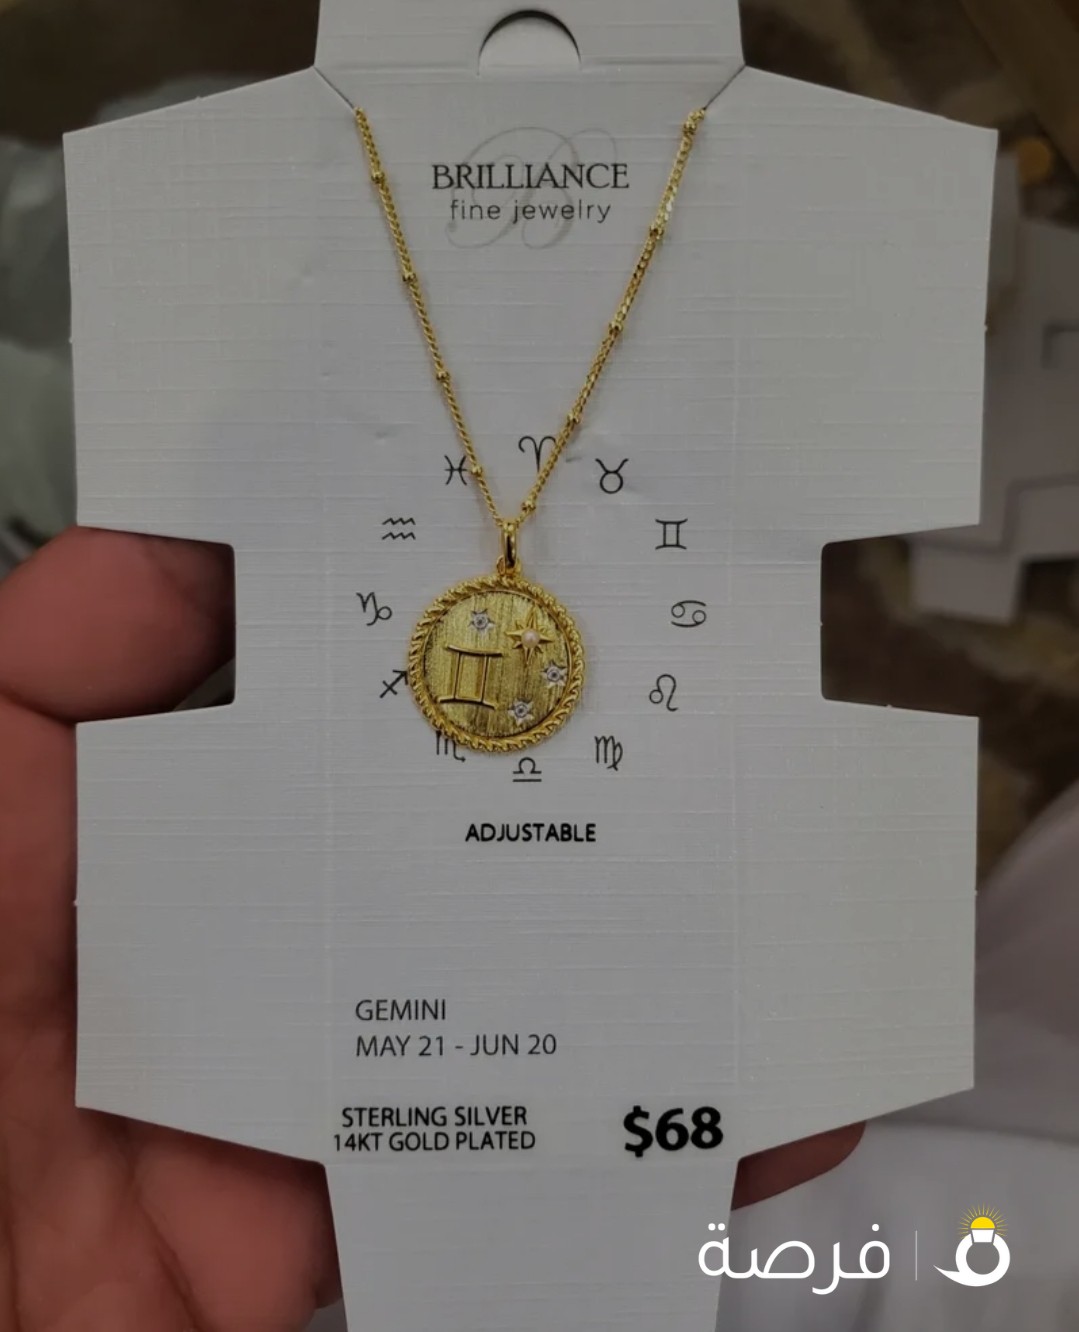 BRILLIANCE
fine jewelry
ADJUSTABLE
GEMINI
MAY 21 - JUN 20
STERLING SILVER
14KT GOLD PLATED
$68
فرصة